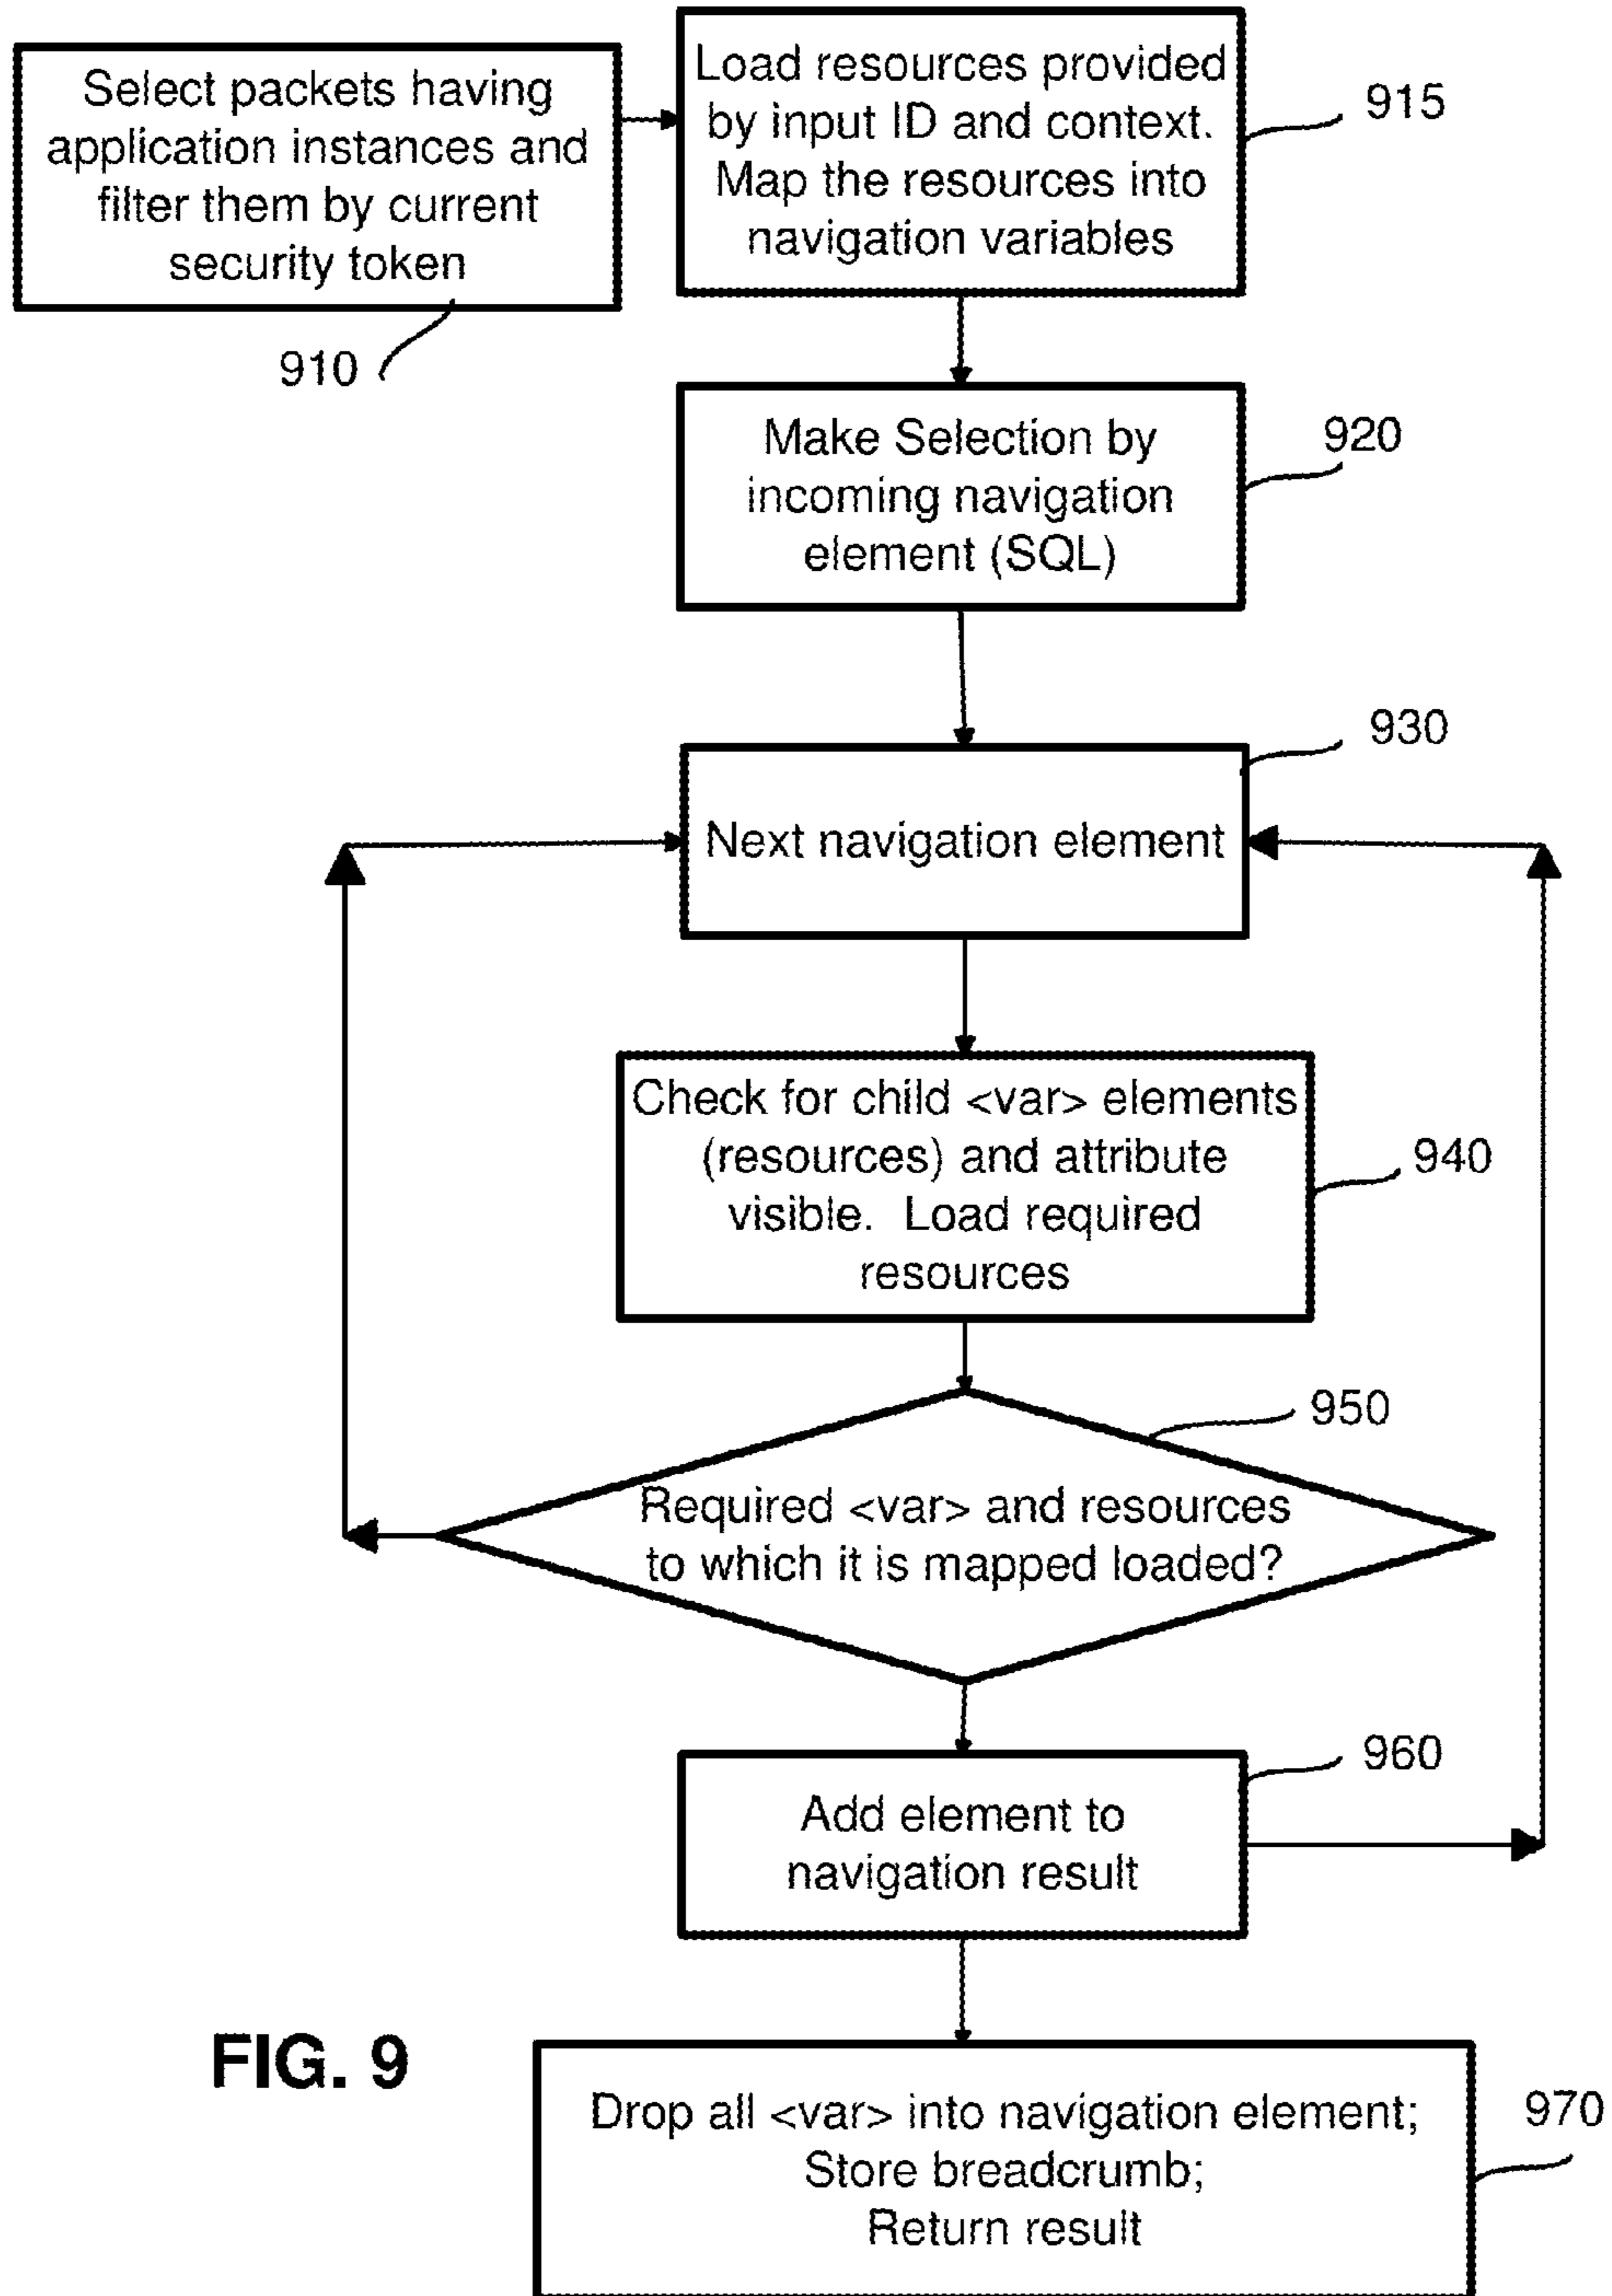 Select packets having
application instances and
filter them by current
security token
910
Load resources provided
by input ID and context.
Map the resources into
navigation variables
915
Make Selection by
incoming navigation
element (SQL)
920
Next navigation element
930
Check for child <var> elements
(resources) and attribute
visible. Load required
resources
940
Required <var> and resources
to which it is mapped loaded?
950
Add element to
navigation result
960
Drop all <var> into navigation element;
Store breadcrumb;
Return result
970
FIG. 9